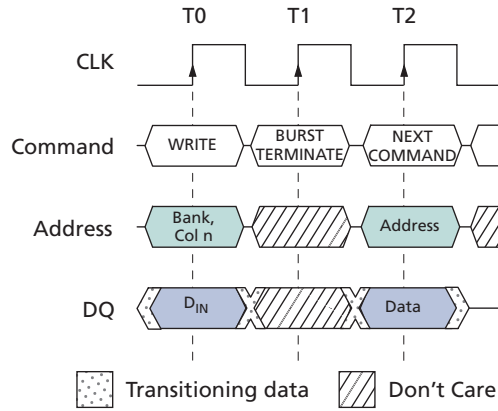 T0 T1 T2
CLK
Command WRITE BURST TERMINATE NEXT COMMAND
Address Bank, Col n Address
DQ DIN Data
Transitioning data Don't Care